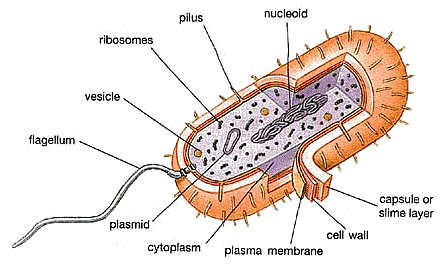 pilus
nucleoid
ribosomes
vesicle
flagellum
plasmid
cytoplasm
plasma membrane
cell wall
capsule or
slime layer